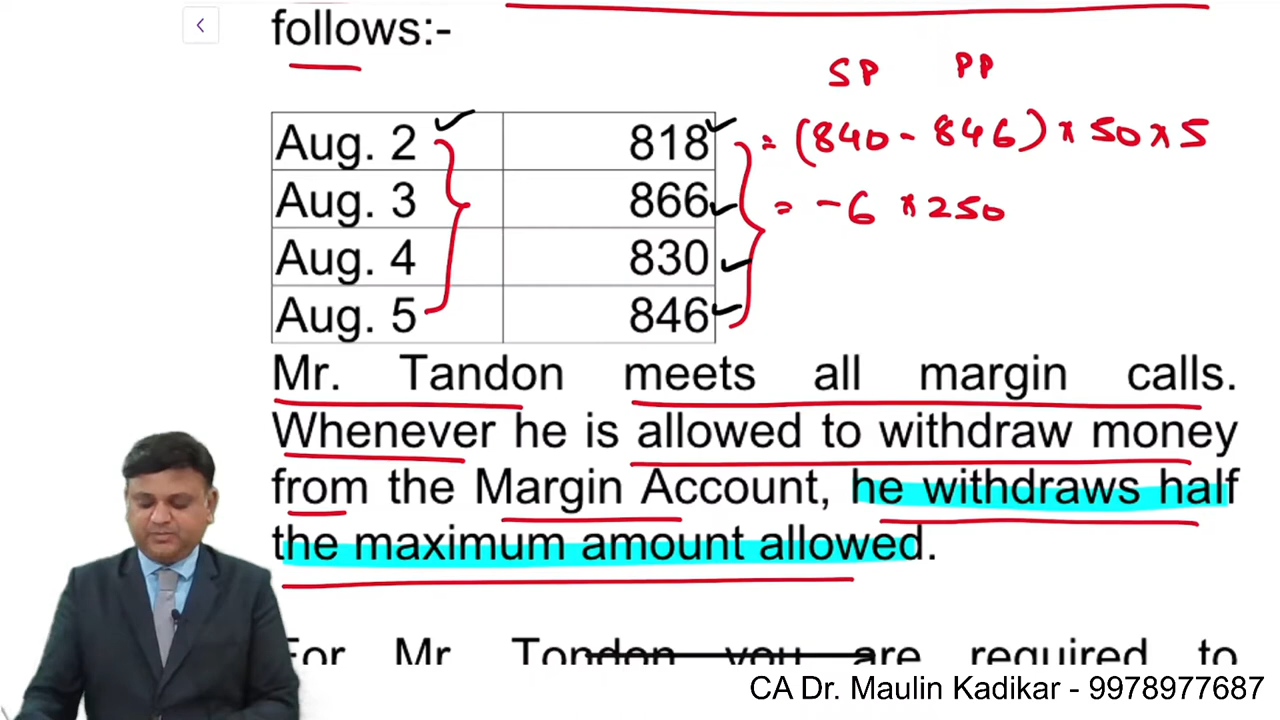 follows:-
SP PP
Aug. 2 818 = (840 - 846) × 50 × 5
Aug. 3 866 = -6 × 250
Aug. 4 830
Aug. 5 846
Mr. Tandon meets all margin calls.
Whenever he is allowed to withdraw money
from the Margin Account, he withdraws half
the maximum amount allowed.
For Mr. Tondon you are required to
CA Dr. Maulin Kadikar - 9978977687